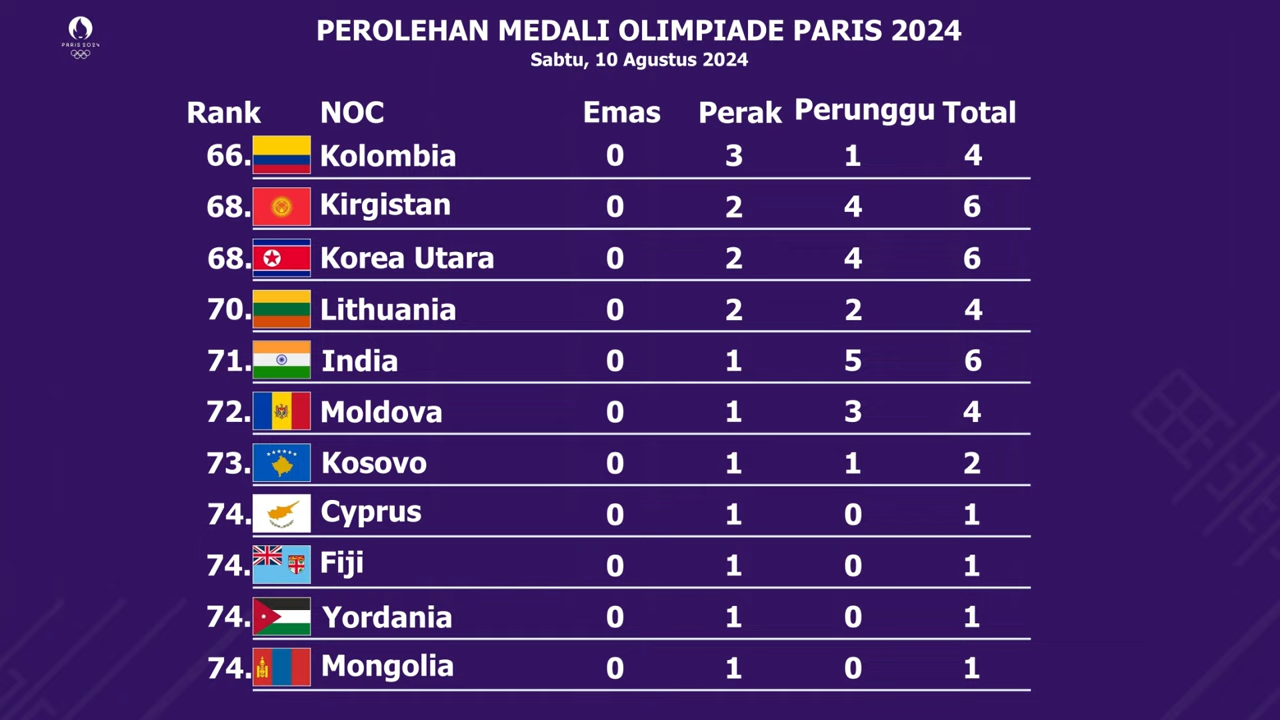 PARIS 2024
PEROLEHAN MEDALI OLIMPIADE PARIS 2024
Sabtu, 10 Agustus 2024
Rank NOC Emas Perak Perunggu Total
66. Kolombia 0 3 1 4
68. Kirgistan 0 2 4 6
68. Korea Utara 0 2 4 6
70. Lithuania 0 2 2 4
71. India 0 1 5 6
72. Moldova 0 1 3 4
73. Kosovo 0 1 1 2
74. Cyprus 0 1 0 1
74. Fiji 0 1 0 1
74. Yordania 0 1 0 1
74. Mongolia 0 1 0 1